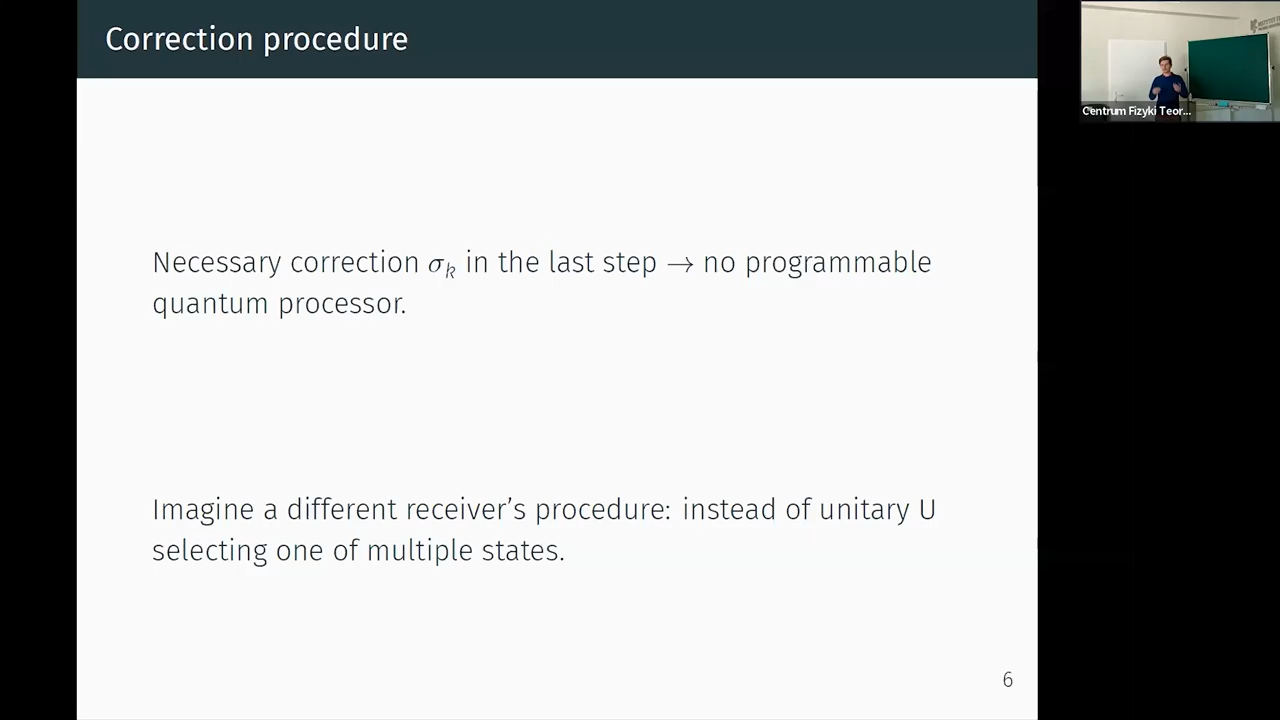 Correction procedure
Necessary correction σₖ in the last step → no programmable
quantum processor.
Imagine a different receiver’s procedure: instead of unitary U
selecting one of multiple states.
6
Centrum Fizyki Teor...